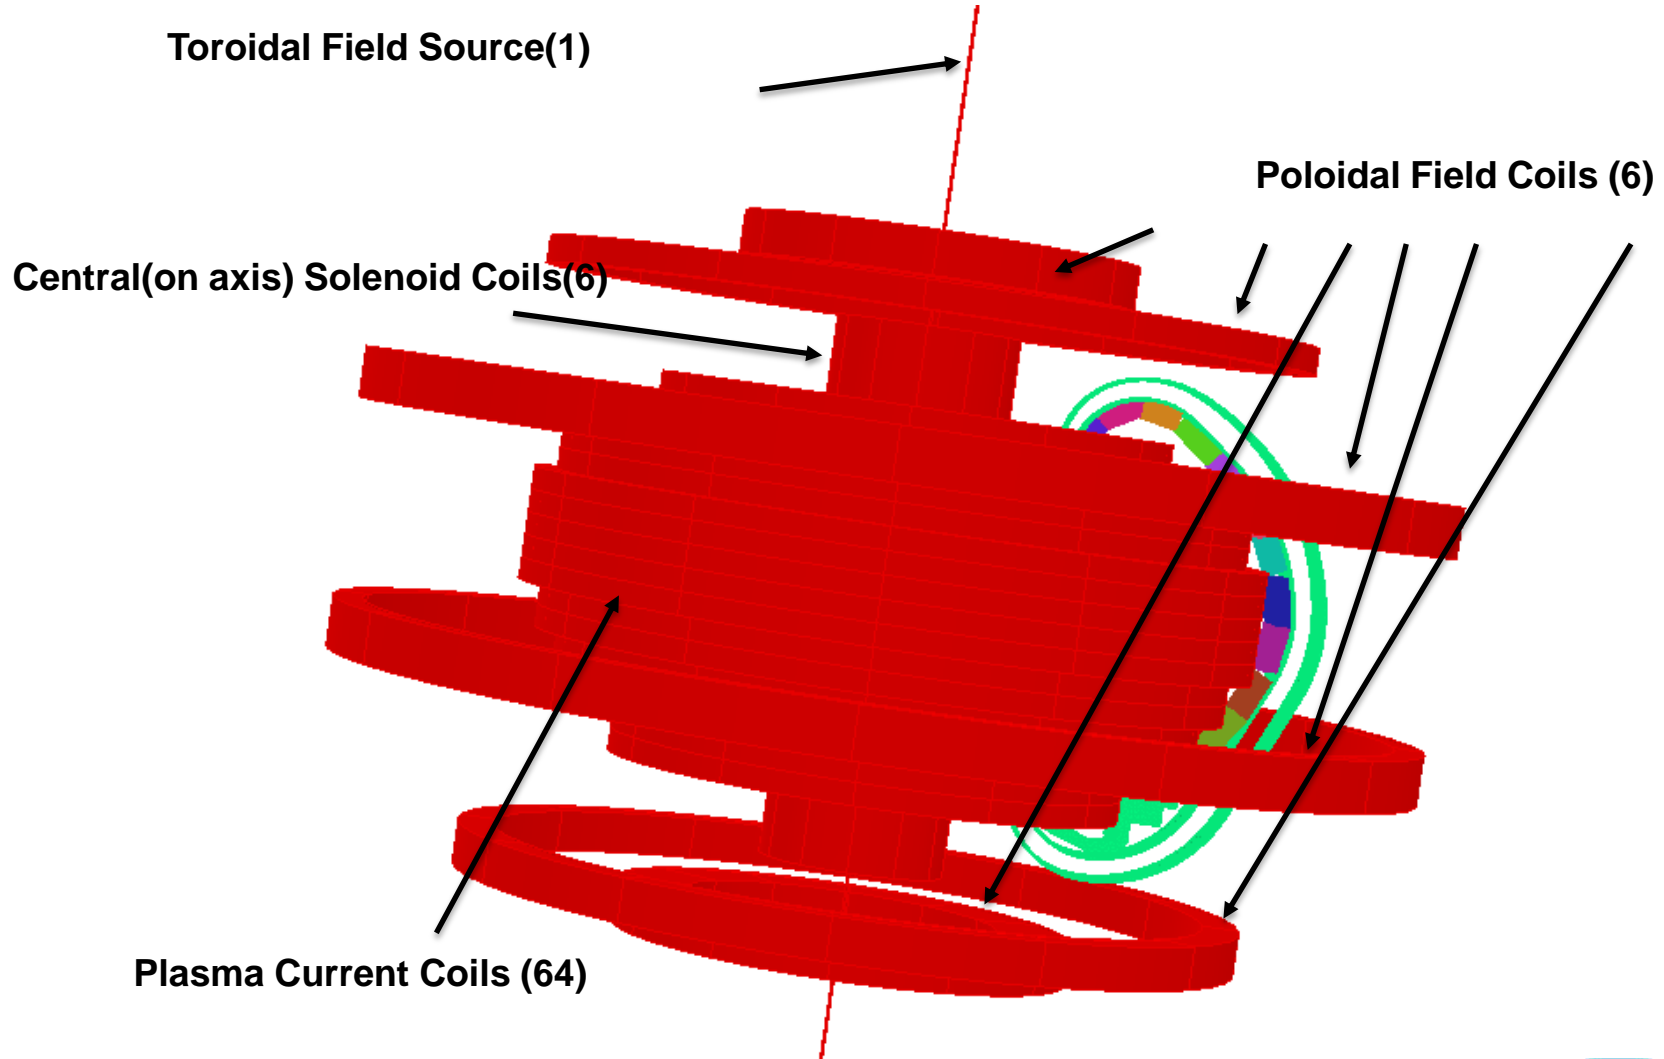 Toroidal Field Source(1)
Poloidal Field Coils (6)
Central(on axis) Solenoid Coils(6)
Plasma Current Coils (64)